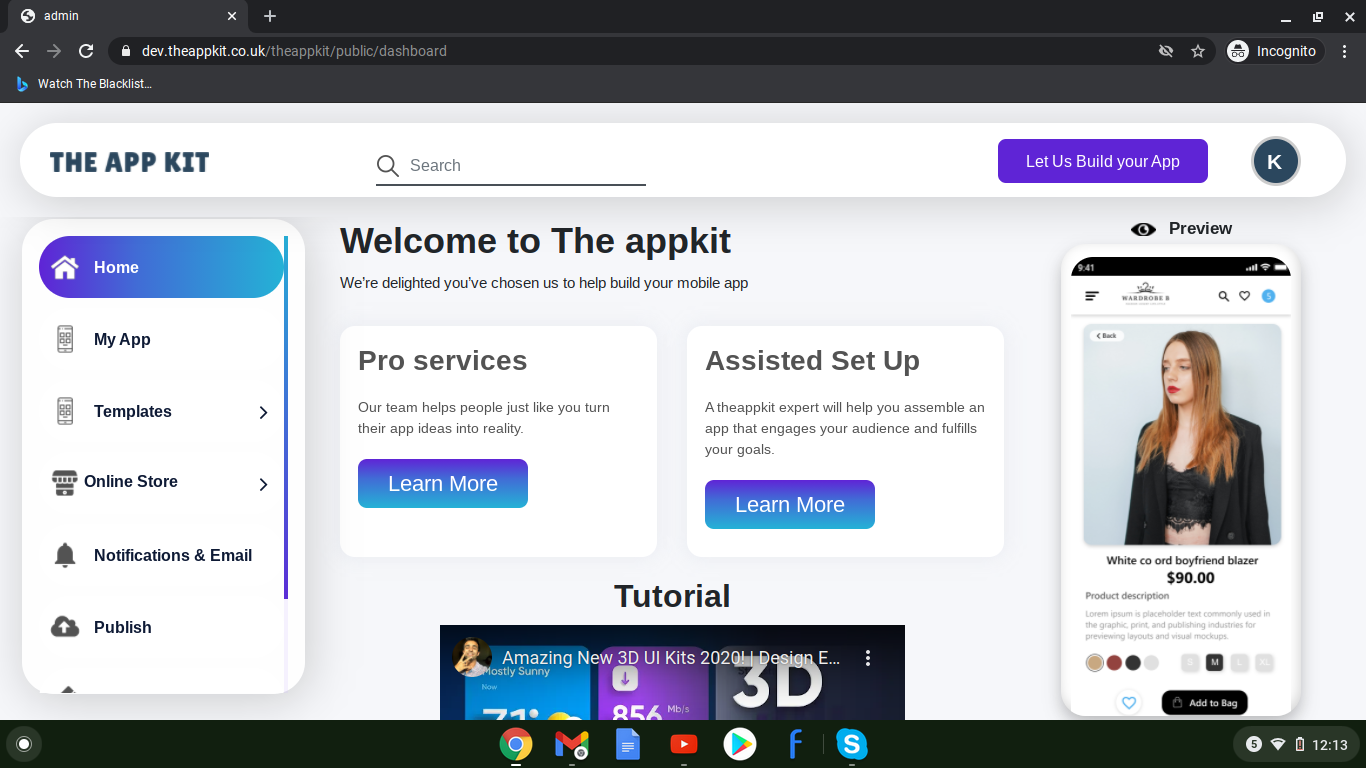 admin
dev.theappkit.co.uk/theappkit/public/dashboard
Incognito
Watch The Blacklist...
THE APP KIT
Search
Let Us Build your App
K
Home
My App
Templates
Online Store
Notifications & Email
Publish
Welcome to The appkit
We're delighted you've chosen us to help build your mobile app
Pro services
Our team helps people just like you turn
their app ideas into reality.
Learn More
Assisted Set Up
A theappkit expert will help you assemble an
app that engages your audience and fulfills
your goals.
Learn More
Tutorial
Amazing New 3D UI Kits 2020! | Design E...
Mostly Sunny
Now
71°
856
Mb/s
3D
Preview
9:41
WARDROBE B
S
Back
White co ord boyfriend blazer
$90.00
Product description
Lorem ipsum is placeholder text commonly used in
the graphic, print, and publishing industries for
previewing layouts and visual mockups.
S
M
L
XL
Add to Bag
5
12:13